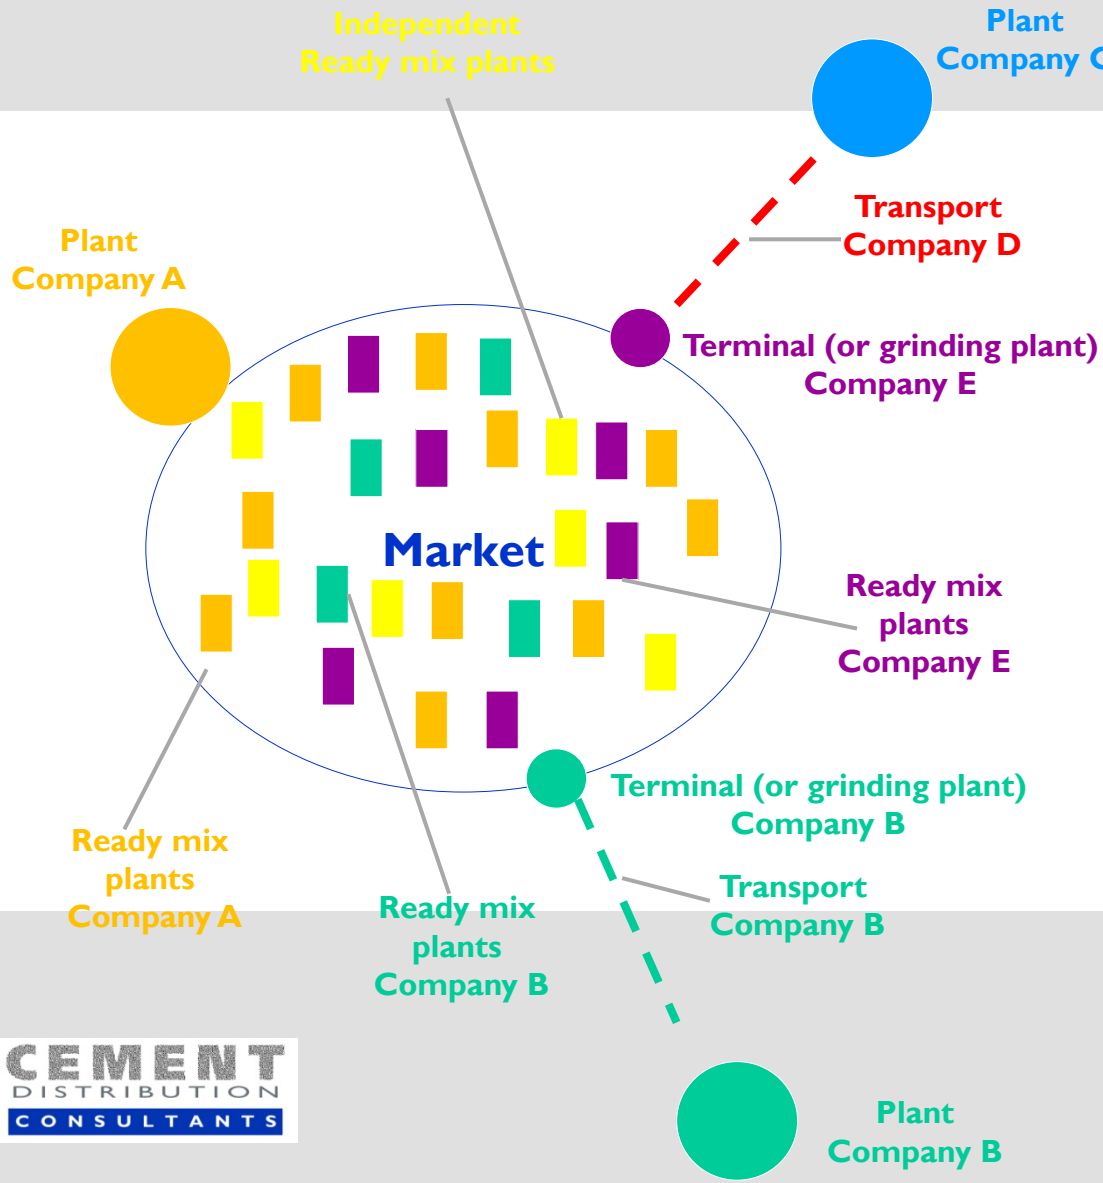 Independent
Ready mix plants
Plant
Company C
Transport
Company D
Plant
Company A
Terminal (or grinding plant)
Company E
Market
Ready mix
plants
Company E
Terminal (or grinding plant)
Company B
Ready mix
plants
Company A
Transport
Company B
Ready mix
plants
Company B
CEMENT
DISTRIBUTION
CONSULTANTS
Plant
Company B